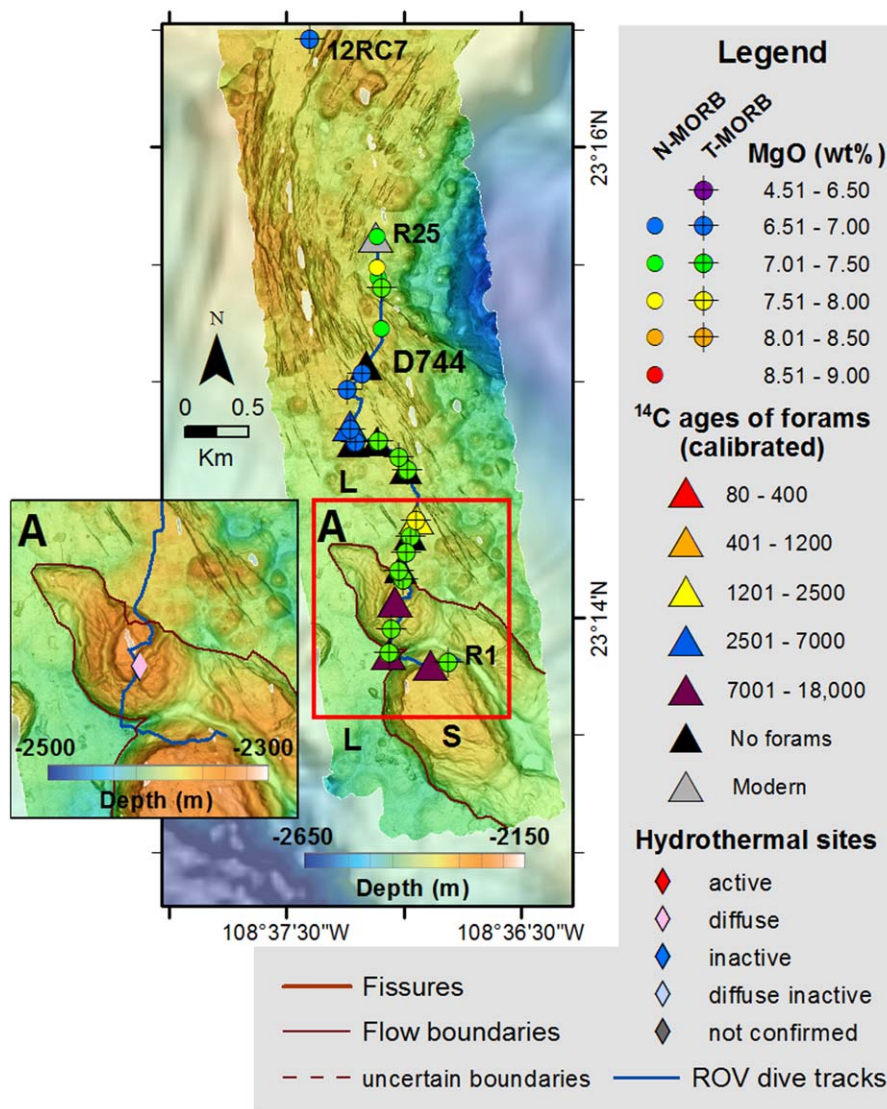 12RC7
R25
N
D744
0 0.5
Km
L
A
A
R1
L
S
-2500 -2300
Depth (m)
-2650 -2150
Depth (m)
23°16'N
23°14'N
108°37'30"W 108°36'30"W
Legend
N-MORB
T-MORB
MgO (wt%)
4.51 - 6.50
6.51 - 7.00
7.01 - 7.50
7.51 - 8.00
8.01 - 8.50
8.51 - 9.00
14C ages of forams
(calibrated)
80 - 400
401 - 1200
1201 - 2500
2501 - 7000
7001 - 18,000
No forams
Modern
Hydrothermal sites
active
diffuse
inactive
diffuse inactive
not confirmed
Fissures
Flow boundaries
uncertain boundaries
ROV dive tracks